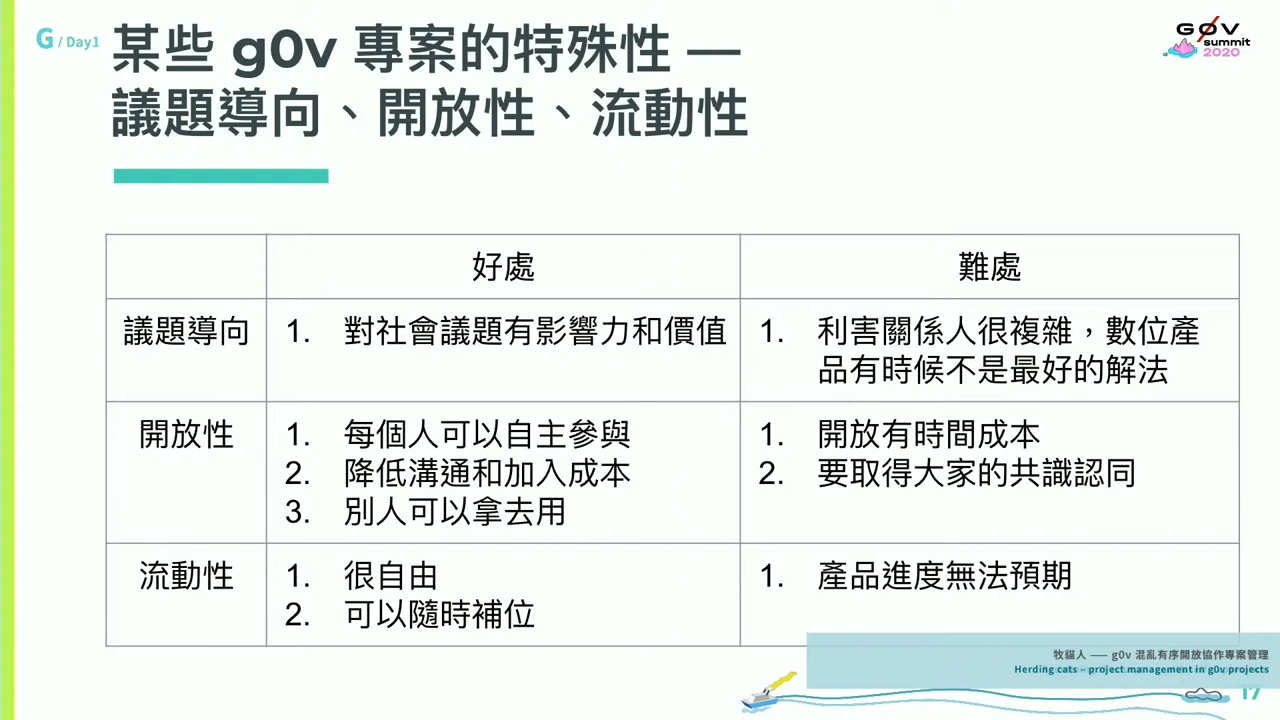 G / Day1
某些 g0v 專案的特殊性 —
議題導向、開放性、流動性
G0V
summit
2020
好處
難處
議題導向
1. 對社會議題有影響力和價值
1. 利害關係人很複雜，數位產
品有時候不是最好的解法
開放性
1. 每個人可以自主參與
2. 降低溝通和加入成本
3. 別人可以拿去用
1. 開放有時間成本
2. 要取得大家的共識認同
流動性
1. 很自由
2. 可以隨時補位
1. 產品進度無法預期
牧貓人 —— g0v 混亂有序開放協作專案管理
Herding cats - project management in g0v projects
17